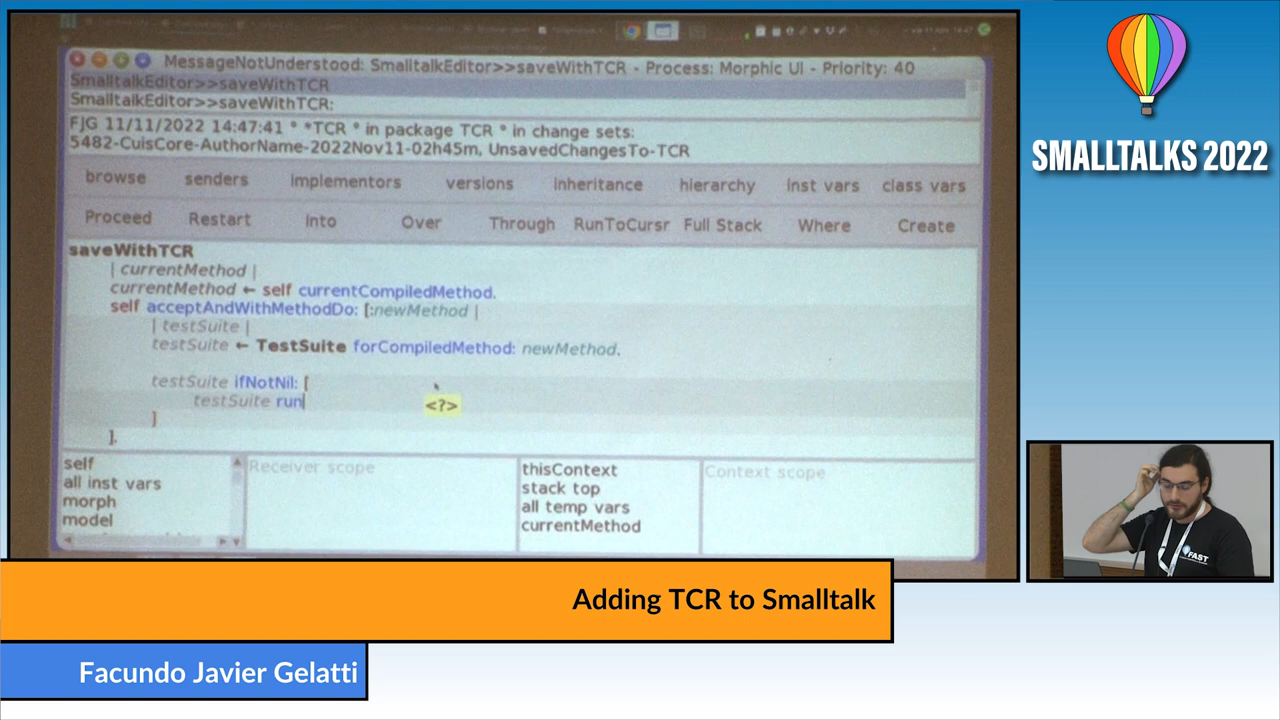 MessageNotUnderstood: SmalltalkEditor>>saveWithTCR - Process: Morphic UI - Priority: 40
SmalltalkEditor>>saveWithTCR
SmalltalkEditor>>saveWithTCR:
FJG 11/11/2022 14:47:41 * *TCR * in package TCR * in change sets:
5482-CuisCore-AuthorName-2022Nov11-02h45m, UnsavedChangesTo-TCR
browse senders implementors versions inheritance hierarchy inst vars class vars
Proceed Restart Into Over Through RunToCursr Full Stack Where Create
saveWithTCR
| currentMethod |
currentMethod ← self currentCompiledMethod.
self acceptAndWithMethodDo: [:newMethod |
| testSuite |
testSuite ← TestSuite forCompiledMethod: newMethod.
testSuite ifNotNil: [
testSuite run
<?>
]
].
self
all inst vars
morph
model
Receiver scope
thisContext
stack top
all temp vars
currentMethod
Context scope
SMALLTALKS 2022
FAST
Adding TCR to Smalltalk
Facundo Javier Gelatti